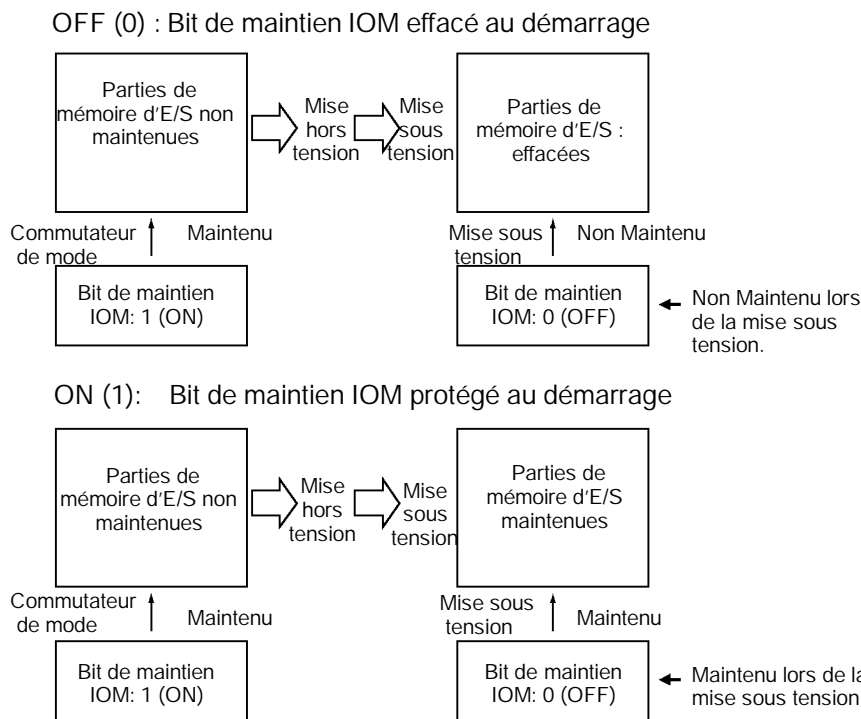 OFF (0) : Bit de maintien IOM effacé au démarrage
Parties de
mémoire d'E/S non
maintenues
Mise
hors
tension
Mise
sous
tension
Parties de
mémoire d'E/S :
effacées
Commutateur
de mode
Maintenu
Mise sous
tension
Non Maintenu
Bit de maintien
IOM: 1 (ON)
Bit de maintien
IOM: 0 (OFF)
Non Maintenu lors
de la mise sous
tension.
ON (1): Bit de maintien IOM protégé au démarrage
Parties de
mémoire d'E/S non
maintenues
Mise
hors
tension
Mise
sous
tension
Parties de
mémoire d'E/S
maintenues
Commutateur
de mode
Maintenu
Mise sous
tension
Maintenu
Bit de maintien
IOM: 1 (ON)
Bit de maintien
IOM: 0 (OFF)
Maintenu lors de la
mise sous tension